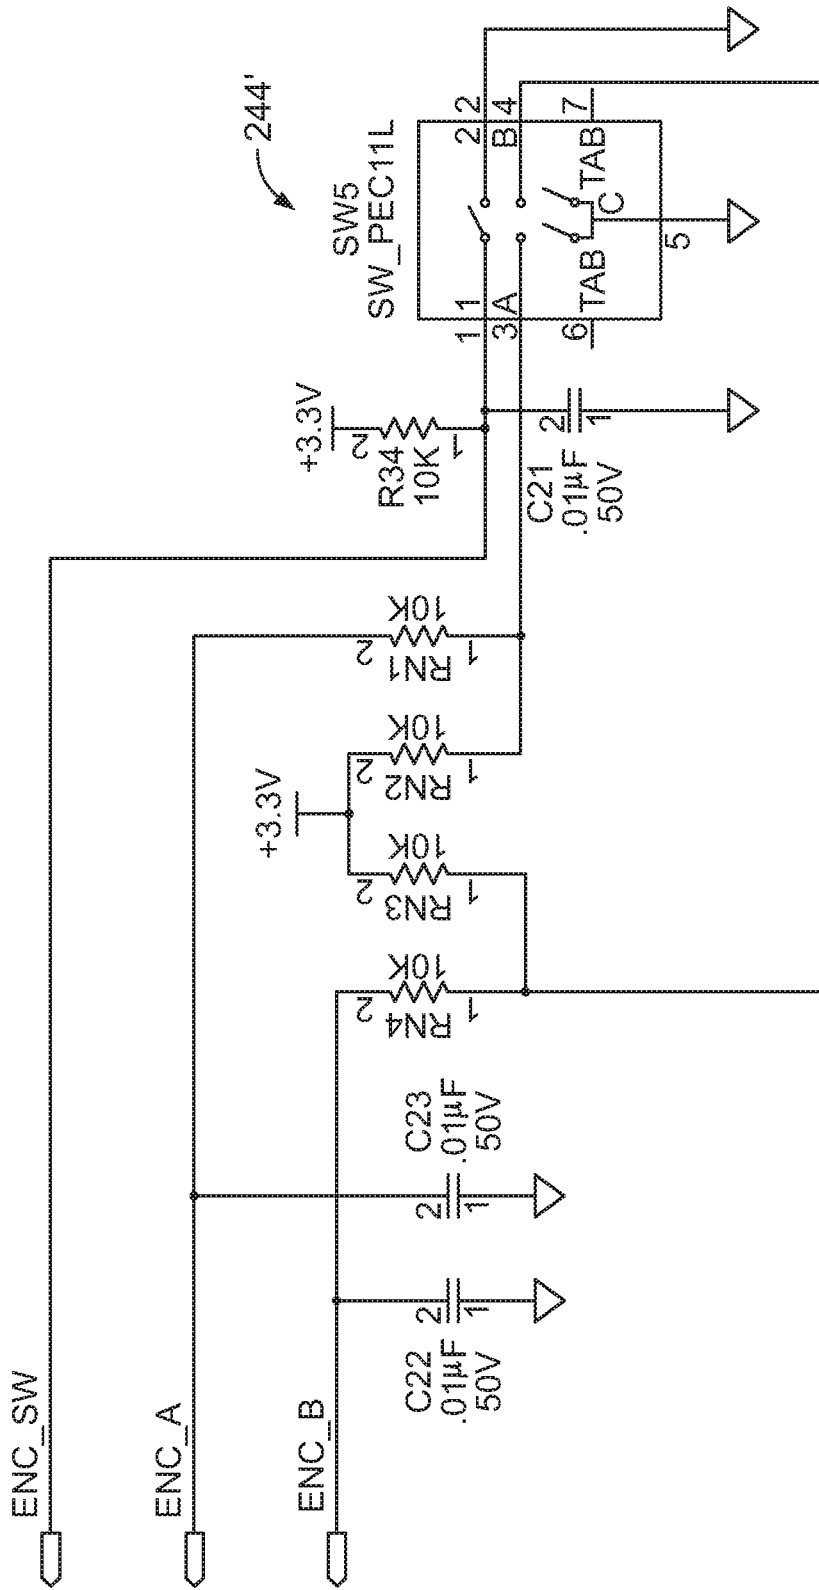 244'
SW5
SW_PEC11L
1
1
2
2
3
A
B
4
6
TAB
TAB
7
C
5
+3.3V
2
R34
10K
1
2
1
C21
.01µF
50V
10K
2
RN1
1
10K
2
RN2
1
+3.3V
10K
2
RN3
1
10K
2
RN4
1
C23
.01µF
50V
2
1
C22
.01µF
50V
2
1
ENC_SW
ENC_A
ENC_B